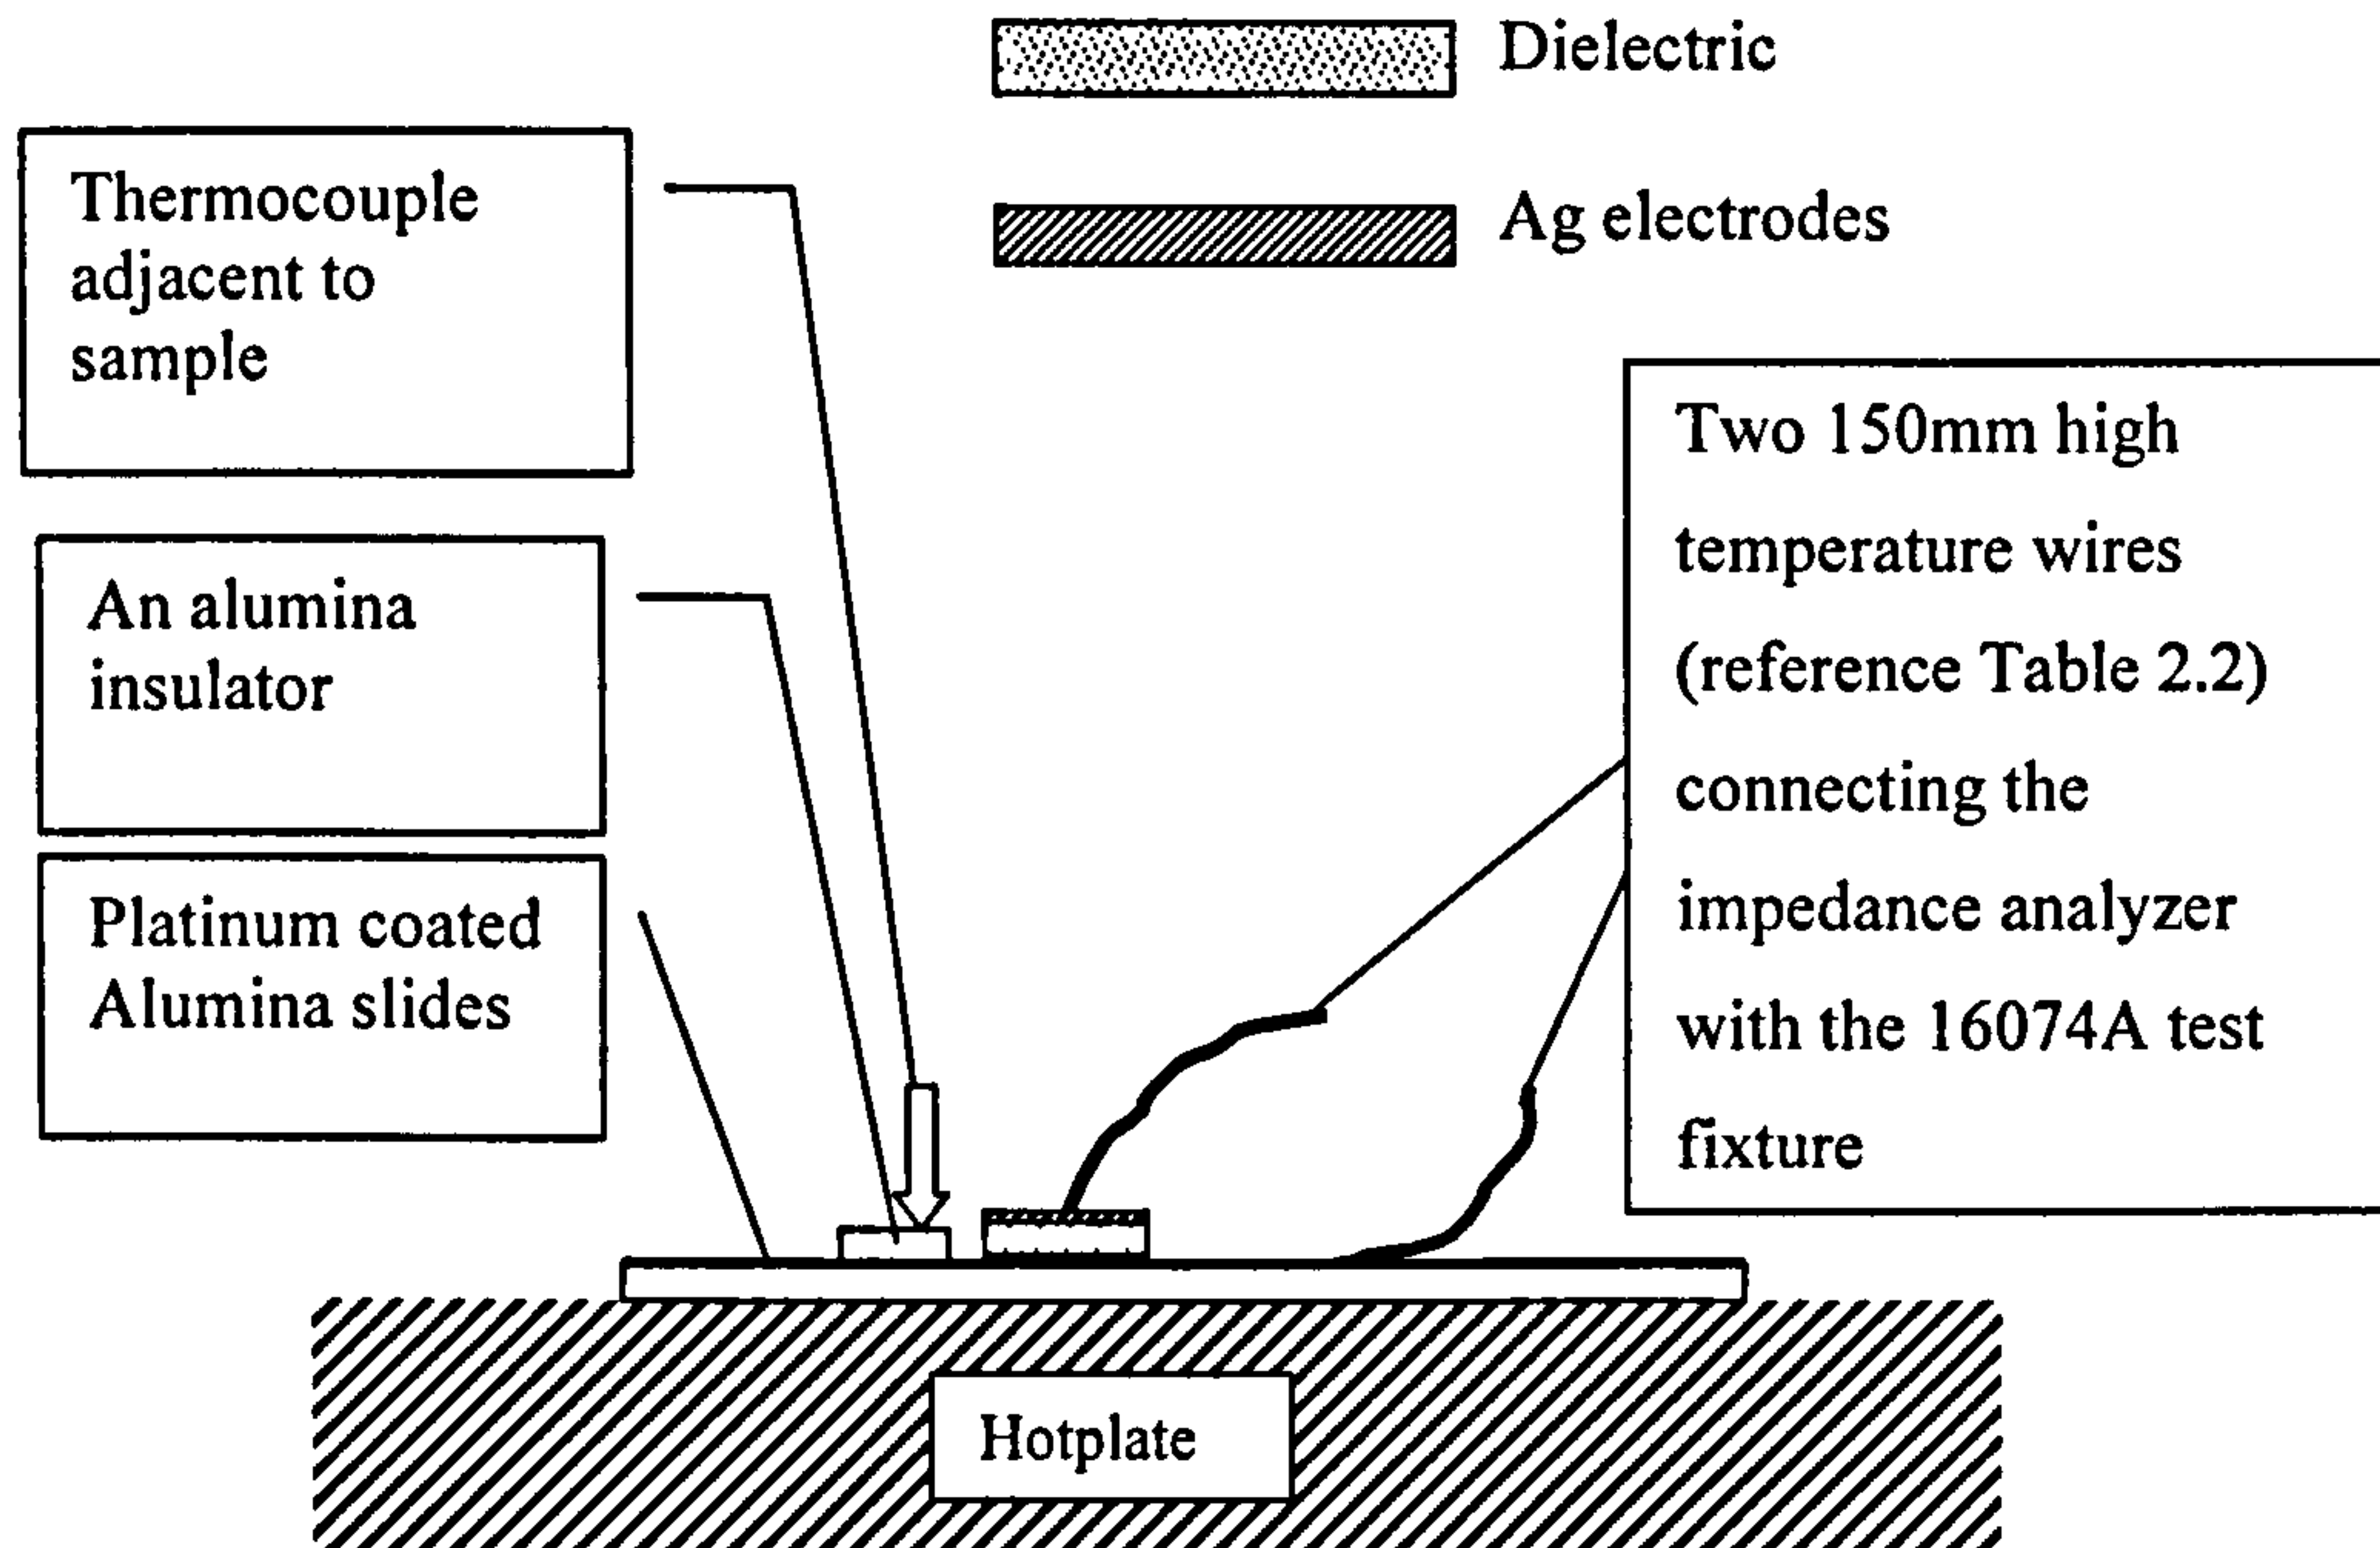 Dielectric
Ag electrodes
Thermocouple
adjacent to
sample
An alumina
insulator
Platinum coated
Alumina slides
Two 150mm high
temperature wires
(reference Table 2.2)
connecting the
impedance analyzer
with the 16074A test
fixture
Hotplate